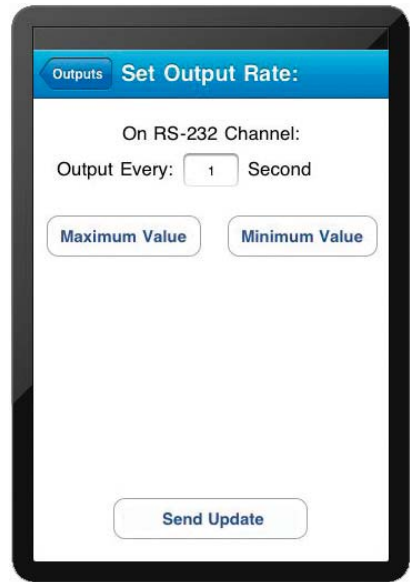 Outputs Set Output Rate:
On RS-232 Channel:
Output Every: 1 Second
Maximum Value Minimum Value
Send Update